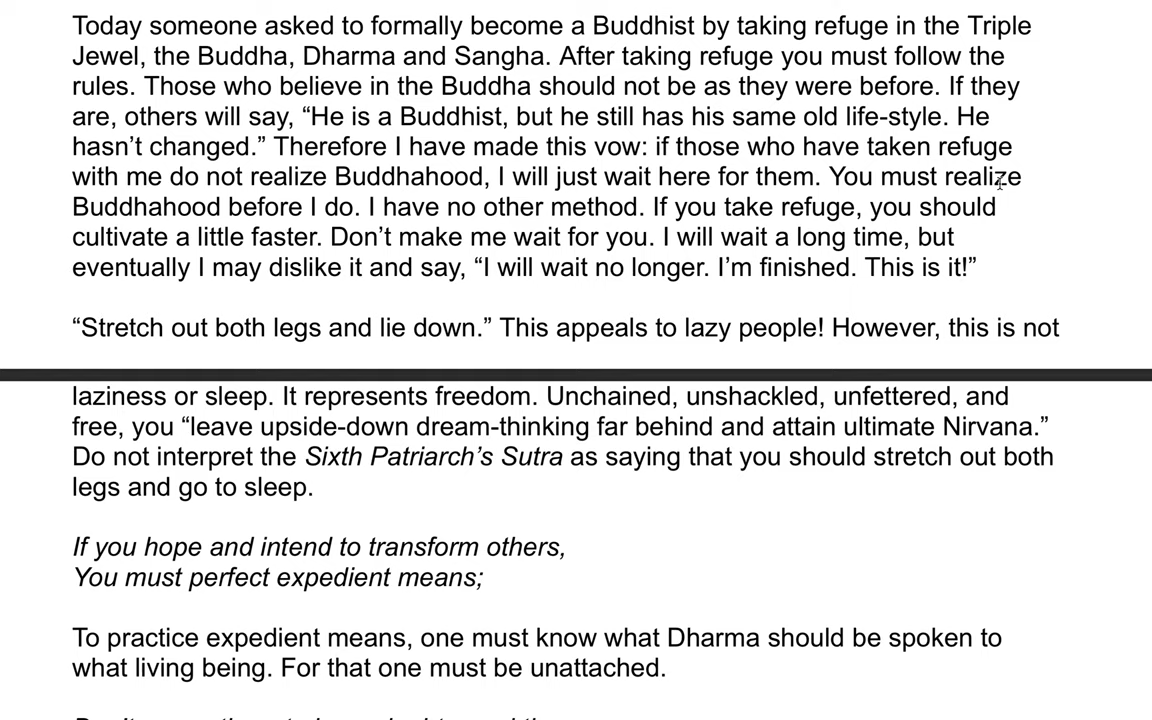 Today someone asked to formally become a Buddhist by taking refuge in the Triple
Jewel, the Buddha, Dharma and Sangha. After taking refuge you must follow the
rules. Those who believe in the Buddha should not be as they were before. If they
are, others will say, “He is a Buddhist, but he still has his same old life-style. He
hasn’t changed.” Therefore I have made this vow: if those who have taken refuge
with me do not realize Buddhahood, I will just wait here for them. You must realize
Buddhahood before I do. I have no other method. If you take refuge, you should
cultivate a little faster. Don’t make me wait for you. I will wait a long time, but
eventually I may dislike it and say, “I will wait no longer. I’m finished. This is it!”
“Stretch out both legs and lie down.” This appeals to lazy people! However, this is not
laziness or sleep. It represents freedom. Unchained, unshackled, unfettered, and
free, you “leave upside-down dream-thinking far behind and attain ultimate Nirvana.”
Do not interpret the Sixth Patriarch’s Sutra as saying that you should stretch out both
legs and go to sleep.
If you hope and intend to transform others,
You must perfect expedient means;
To practice expedient means, one must know what Dharma should be spoken to
what living being. For that one must be unattached.